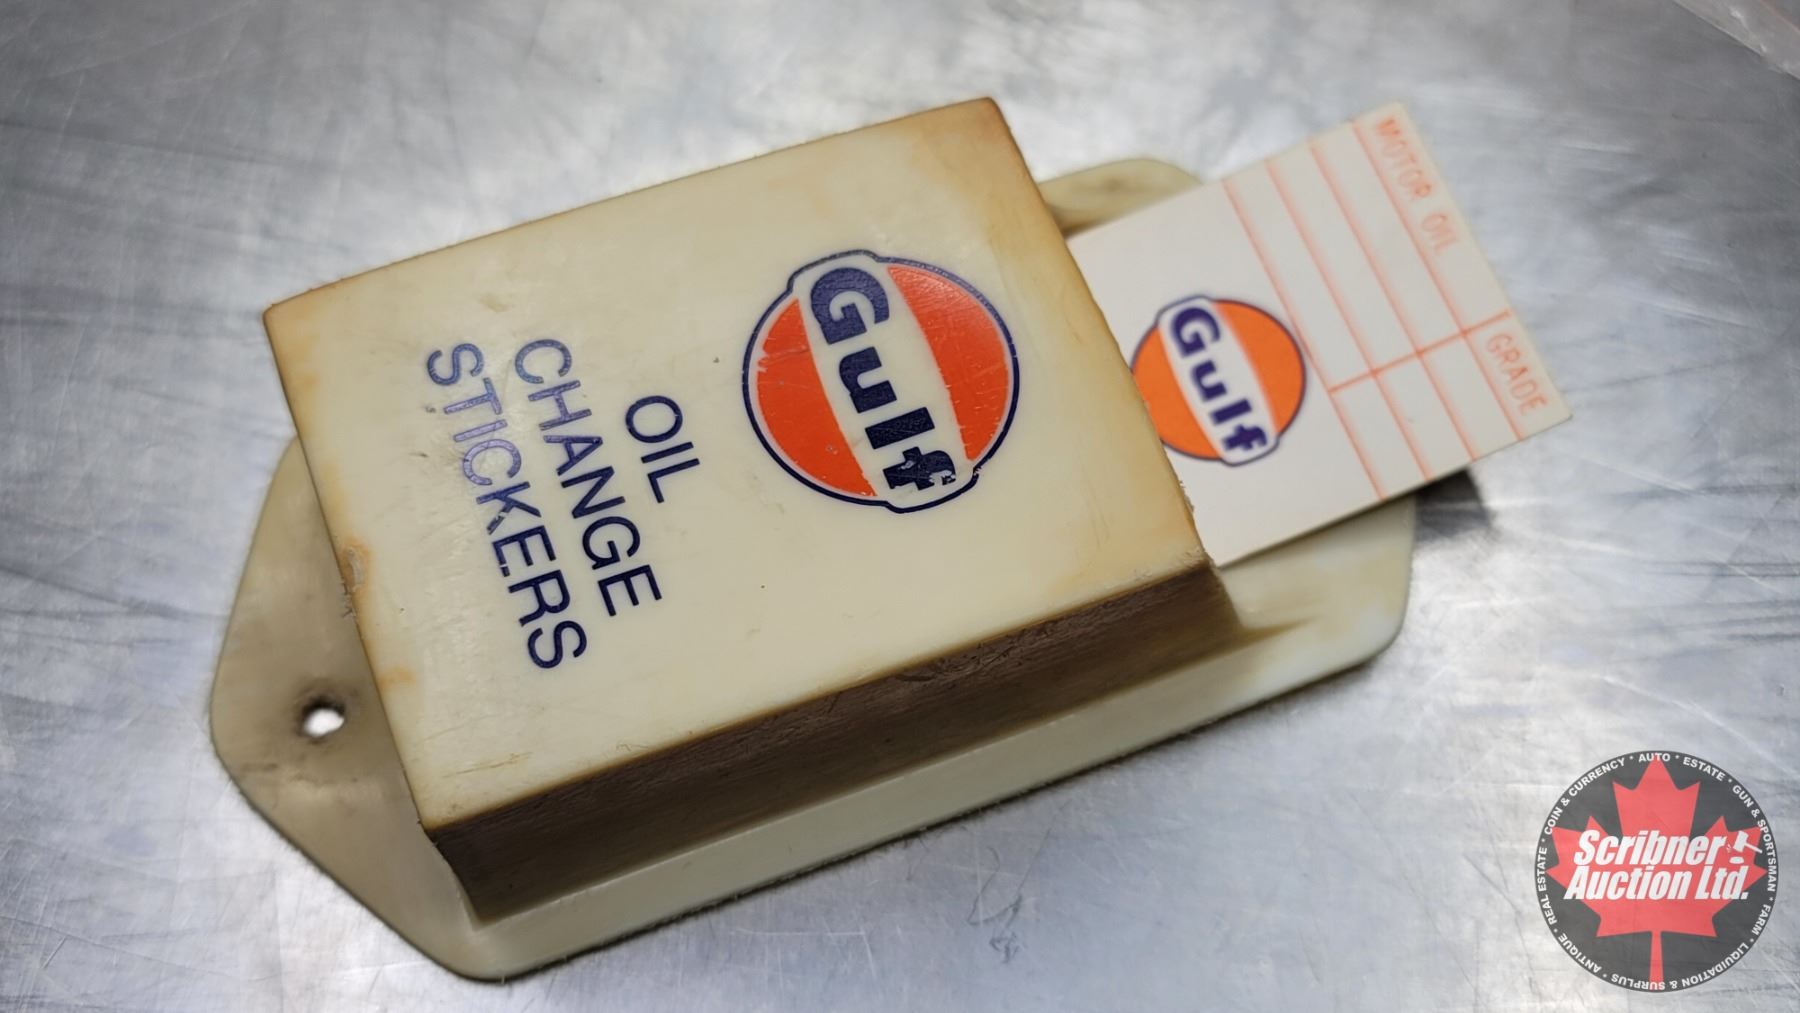 Gulf
OIL
CHANGE
STICKERS
MOTOR OIL
GRADE
Gulf
Scribner
Auction Ltd.
COIN & CURRENCY * AUTO * ESTATE * GUN & SPORTSMAN * FARM * LIQUIDATION & SURPLUS * ANTIQUE * REAL ESTATE *